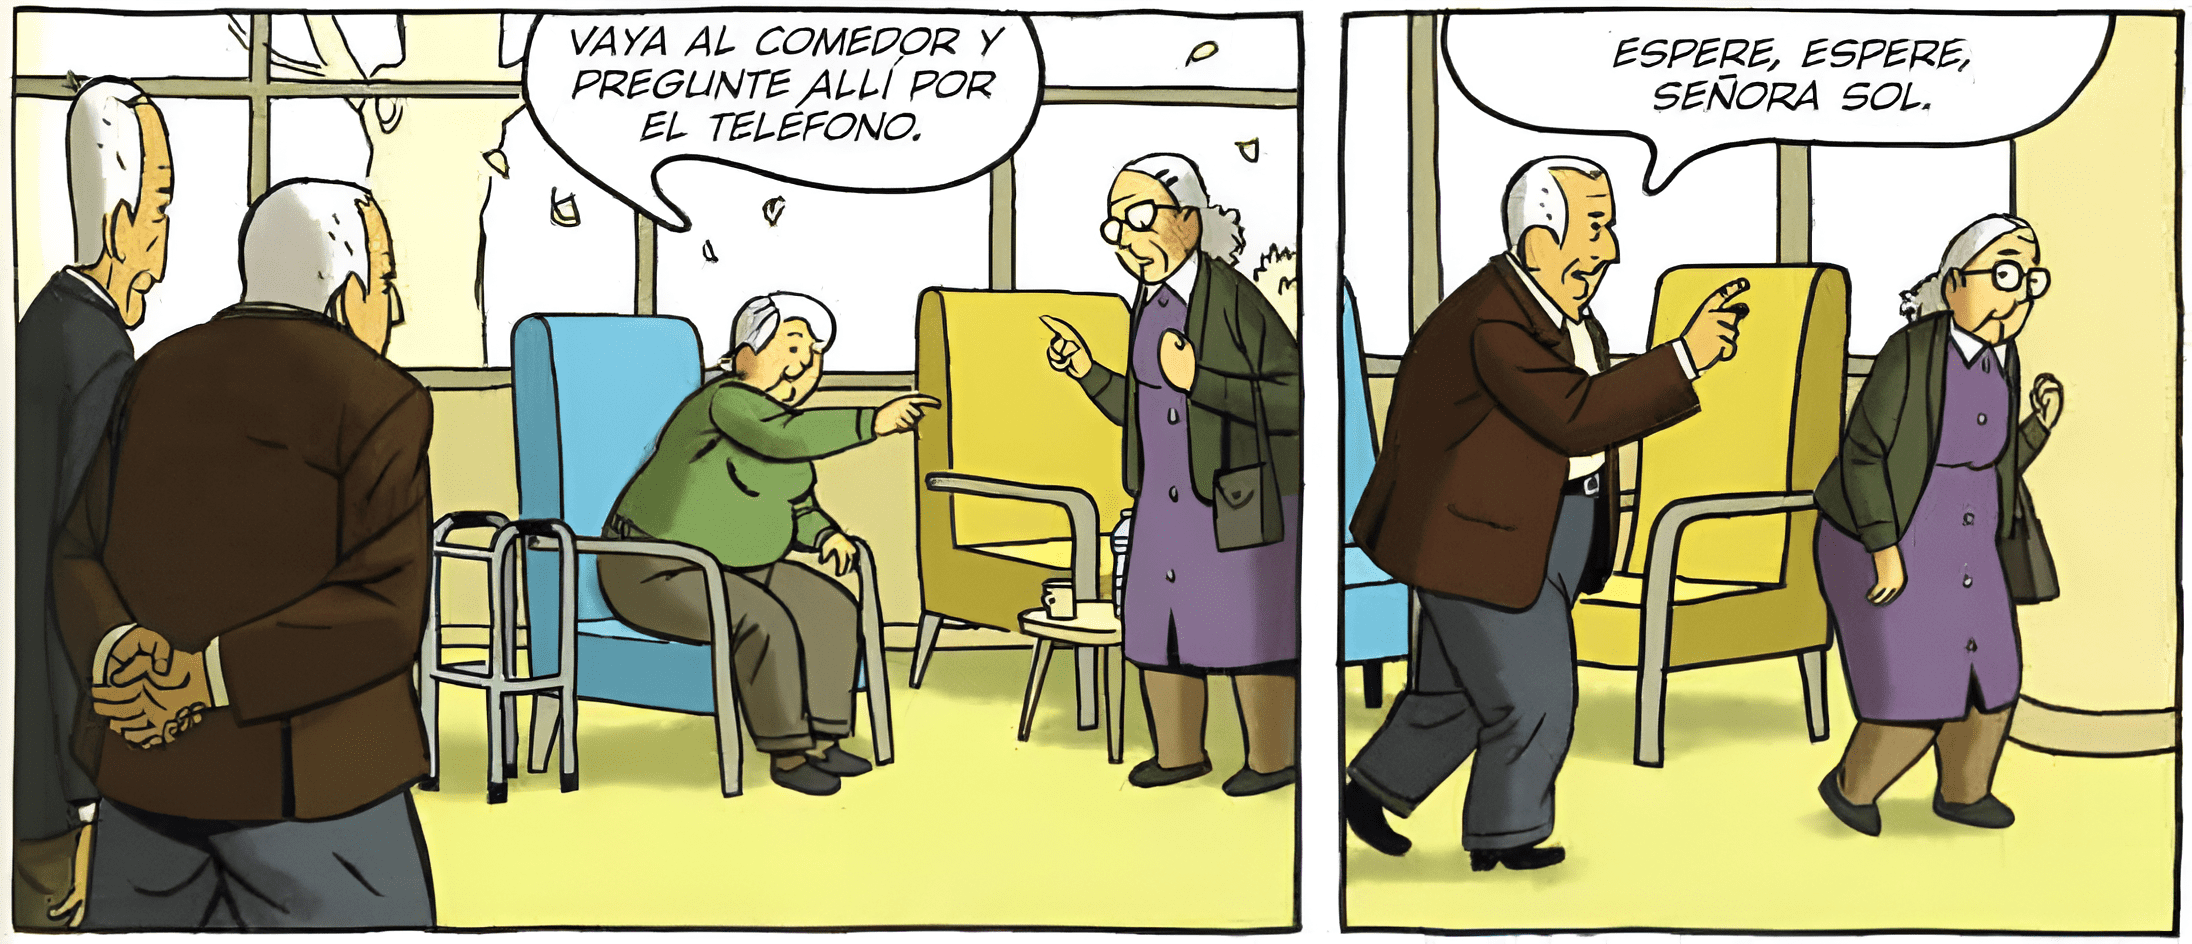 VAYA AL COMEDOR Y
PREGUNTE ALLÍ POR
EL TELÉFONO.
ESPERE, ESPERE,
SEÑORA SOL.